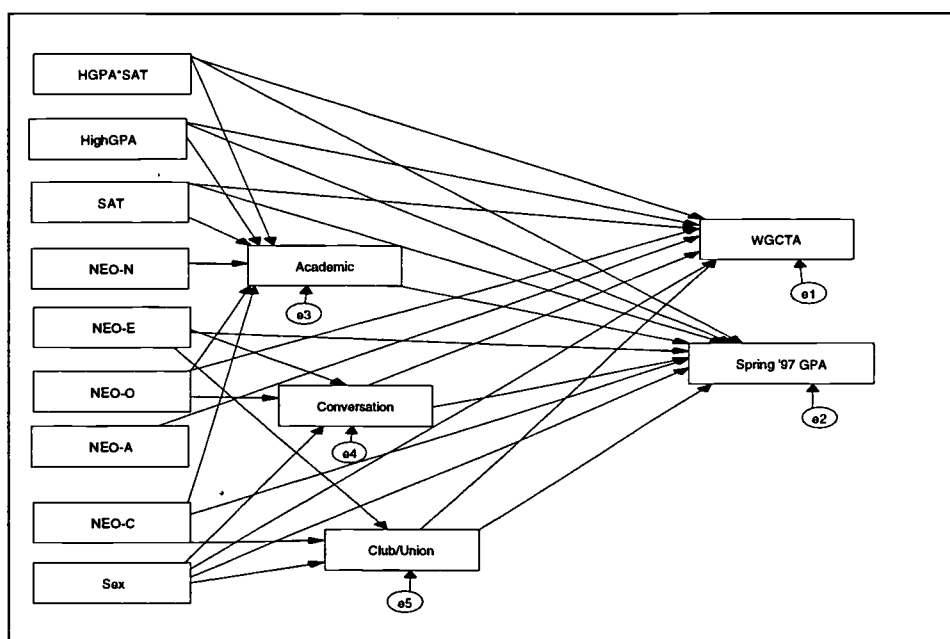 HGPA*SAT
HighGPA
SAT
NEO-N
NEO-E
NEO-O
NEO-A
NEO-C
Sex
Academic
e3
Conversation
e4
Club/Union
e5
WGCTA
e1
Spring '97 GPA
e2